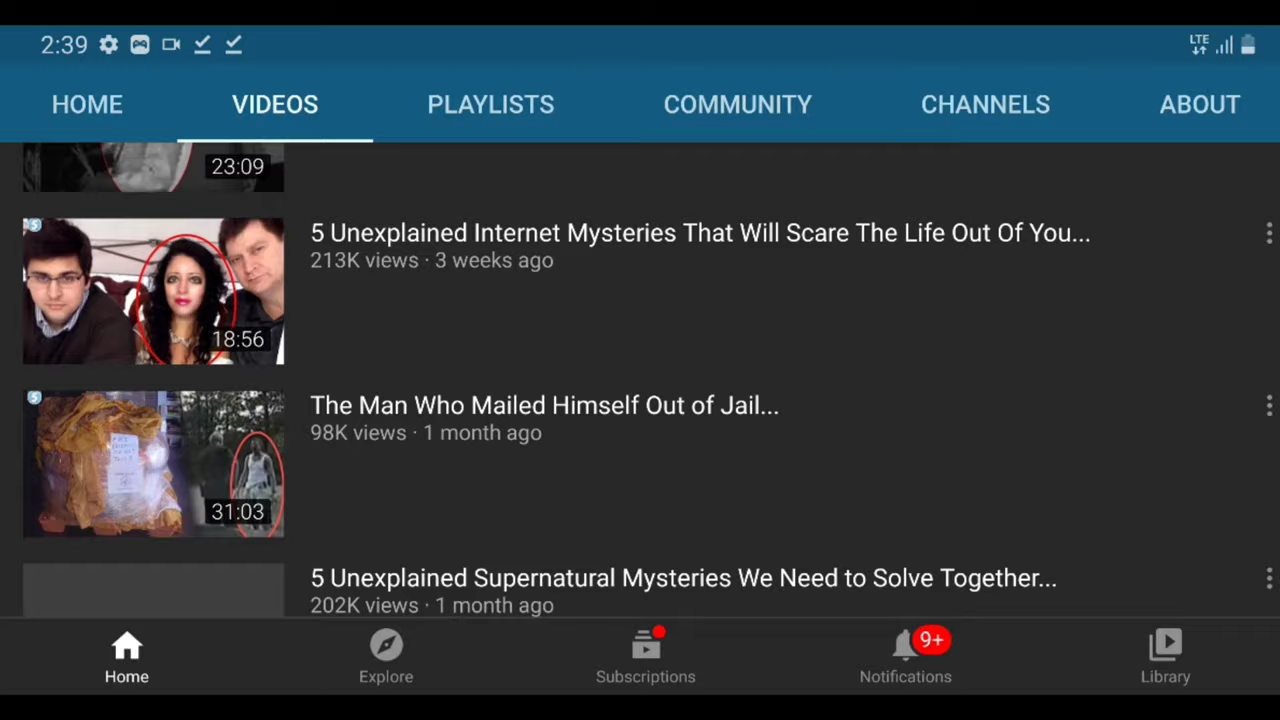 2:39 LTE
HOME VIDEOS PLAYLISTS COMMUNITY CHANNELS ABOUT
23:09
5 Unexplained Internet Mysteries That Will Scare The Life Out Of You...
213K views · 3 weeks ago
18:56
The Man Who Mailed Himself Out of Jail...
98K views · 1 month ago
31:03
5 Unexplained Supernatural Mysteries We Need to Solve Together...
202K views · 1 month ago
9+
Home Explore Subscriptions Notifications Library